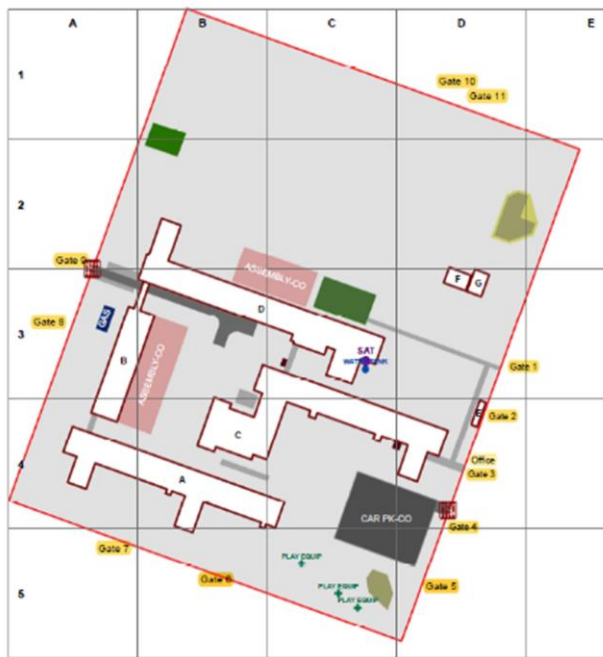 A B C D E
1
Gate 10
Gate 11
2
Gate 9
ASSEMBLY-CO
F G
Gate 8
GAS
D
3
SAT
Gate 1
B
ASSEMBLY-CO
E
Gate 2
C
Office
4
Gate 3
A
CAR PK-CO
Gate 4
Gate 7
PLAY EQUIP
Gate 6
PLAY EQUIP
PLAY EQUIP
Gate 5
5